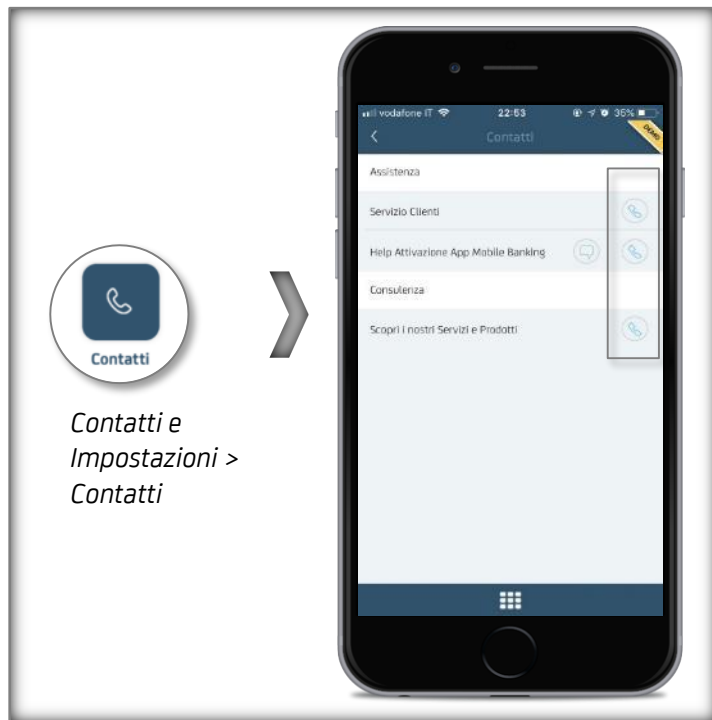 vodafone IT 22:53 35%
Contatti
DEMO
Assistenza
Servizio Clienti
Help Attivazione App Mobile Banking
Consulenza
Scopri i nostri Servizi e Prodotti
Contatti
Contatti e
Impostazioni >
Contatti